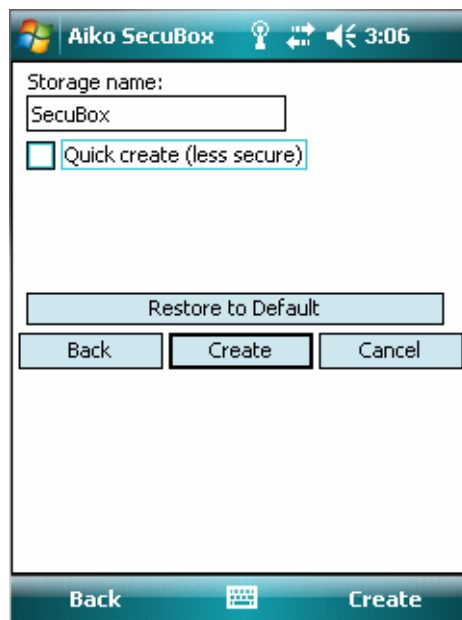 Aiko SecuBox 3:06
Storage name:
SecuBox
Quick create (less secure)
Restore to Default
Back Create Cancel
Back Create